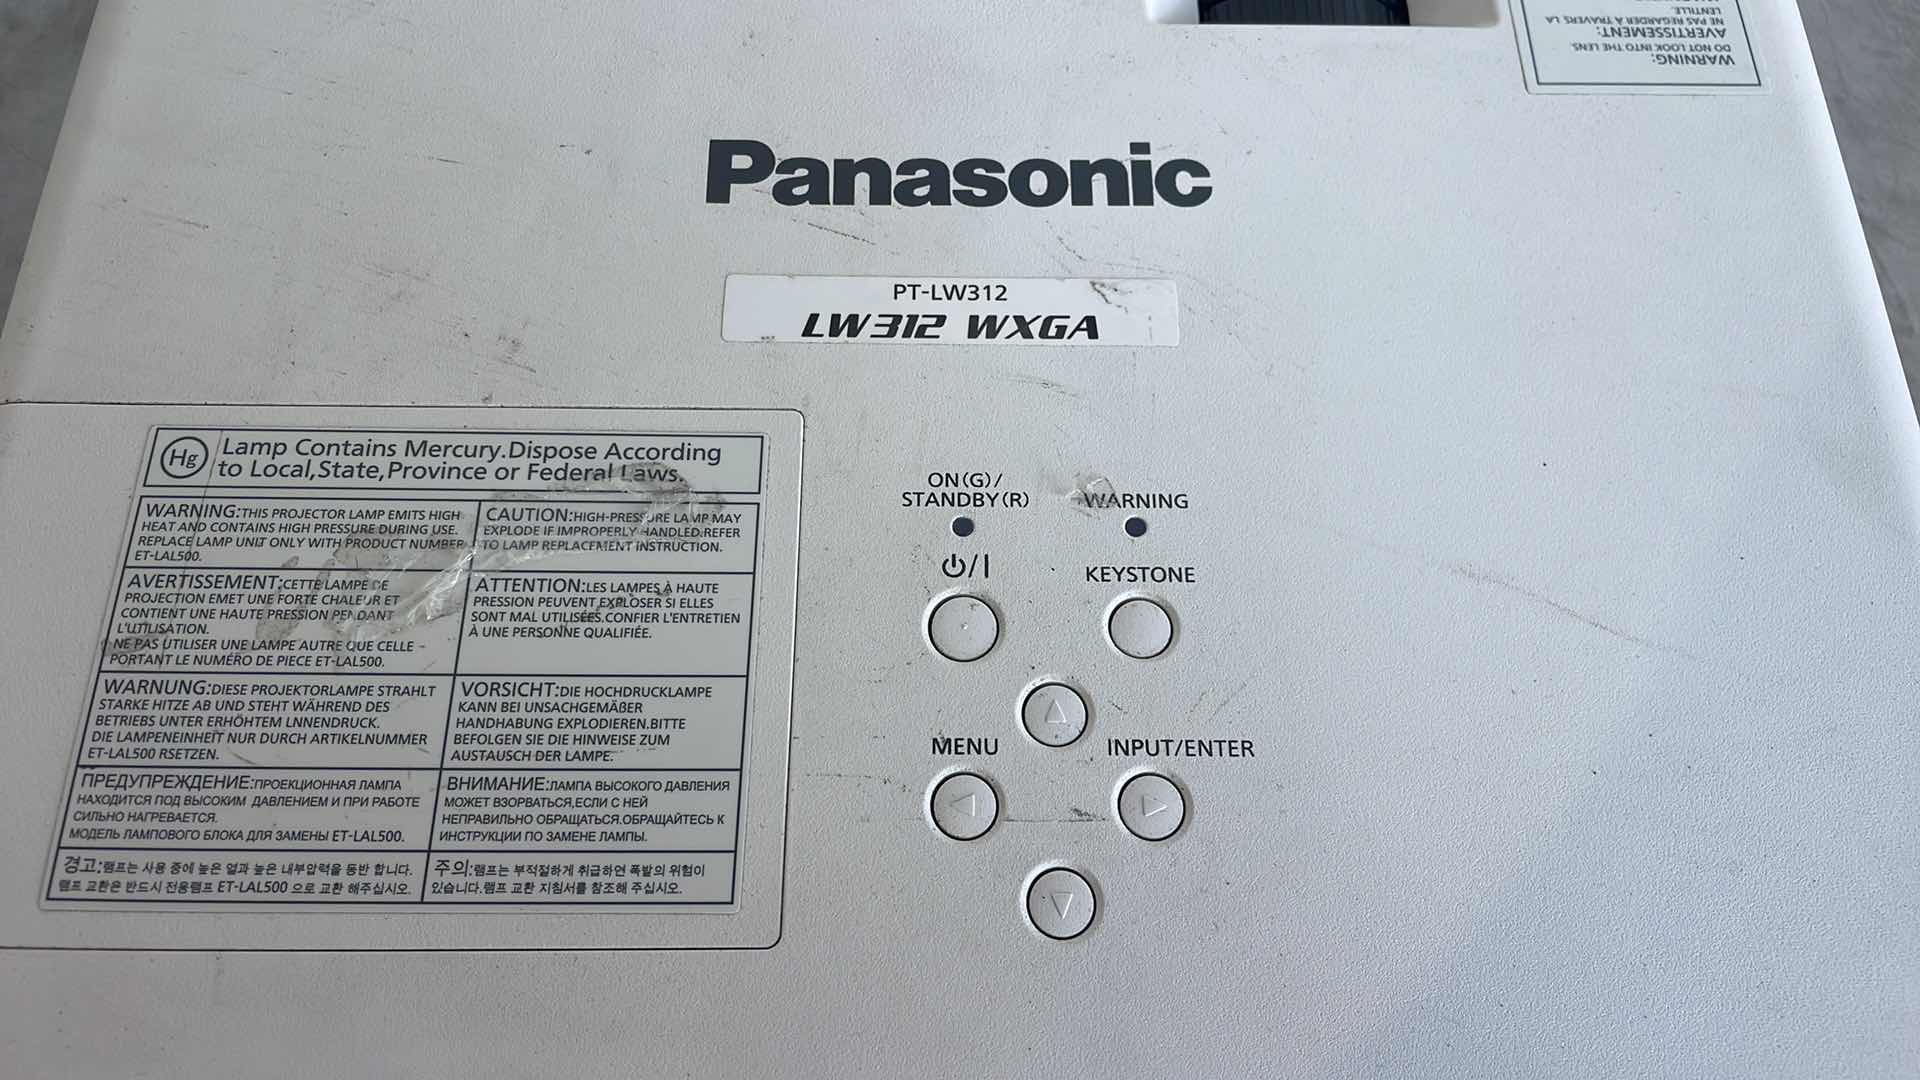 LENTILLE.
NE PAS REGARDER À TRAVERS LA
AVERTISSEMENT:
DO NOT LOOK INTO THE LENS.
WARNING:
Panasonic
PT-LW312
LW312 WXGA
Hg
Lamp Contains Mercury.Dispose According
to Local,State,Province or Federal Laws.
WARNING:THIS PROJECTOR LAMP EMITS HIGH
HEAT AND CONTAINS HIGH PRESSURE DURING USE.
REPLACE LAMP UNIT ONLY WITH PRODUCT NUMBER
ET-LAL500.
CAUTION:HIGH-PRESSURE LAMP MAY
EXPLODE IF IMPROPERLY HANDLED.REFER
TO LAMP REPLACEMENT INSTRUCTION.
AVERTISSEMENT:CETTE LAMPE DE
PROJECTION EMET UNE FORTE CHALEUR ET
CONTIENT UNE HAUTE PRESSION PENDANT
L'UTILISATION.
NE PAS UTILISER UNE LAMPE AUTRE QUE CELLE
PORTANT LE NUMÉRO DE PIECE ET-LAL500.
ATTENTION:LES LAMPES À HAUTE
PRESSION PEUVENT EXPLOSER SI ELLES
SONT MAL UTILISÉES.CONFIER L'ENTRETIEN
À UNE PERSONNE QUALIFIÉE.
WARNUNG:DIESE PROJEKTORLAMPE STRAHLT
STARKE HITZE AB UND STEHT WÄHREND DES
BETRIEBS UNTER ERHÖHTEM LNNENDRUCK.
DIE LAMPENEINHEIT NUR DURCH ARTIKELNUMMER
ET-LAL500 RSETZEN.
VORSICHT:DIE HOCHDRUCKLAMPE
KANN BEI UNSACHGEMÄßER
HANDHABUNG EXPLODIEREN.BITTE
BEFOLGEN SIE DIE HINWEISE ZUM
AUSTAUSCH DER LAMPE.
ПРЕДУПРЕЖДЕНИЕ:ПРОЕКЦИОННАЯ ЛАМПА
НАХОДИТСЯ ПОД ВЫСОКИМ ДАВЛЕНИЕМ И ПРИ РАБОТЕ
СИЛЬНО НАГРЕВАЕТСЯ.
МОДЕЛЬ ЛАМПОВОГО БЛОКА ДЛЯ ЗАМЕНЫ ET-LAL500.
ВНИМАНИЕ:ЛАМПА ВЫСОКОГО ДАВЛЕНИЯ
МОЖЕТ ВЗОРВАТЬСЯ,ЕСЛИ С НЕЙ
НЕПРАВИЛЬНО ОБРАЩАТЬСЯ.ОБРАЩАЙТЕСЬ К
ИНСТРУКЦИИ ПО ЗАМЕНЕ ЛАМПЫ.
경고:램프는 사용 중에 높은 열과 높은 내부압력을 동반 합니다.
램프 교환은 반드시 전용램프 ET-LAL500 으로 교환 해주십시오.
주의:램프는 부적절하게 취급하면 폭발의 위험이
있습니다.램프 교환 지침서를 참조해 주십시오.
ON(G)/
STANDBY(R)
WARNING
KEYSTONE
MENU
INPUT/ENTER